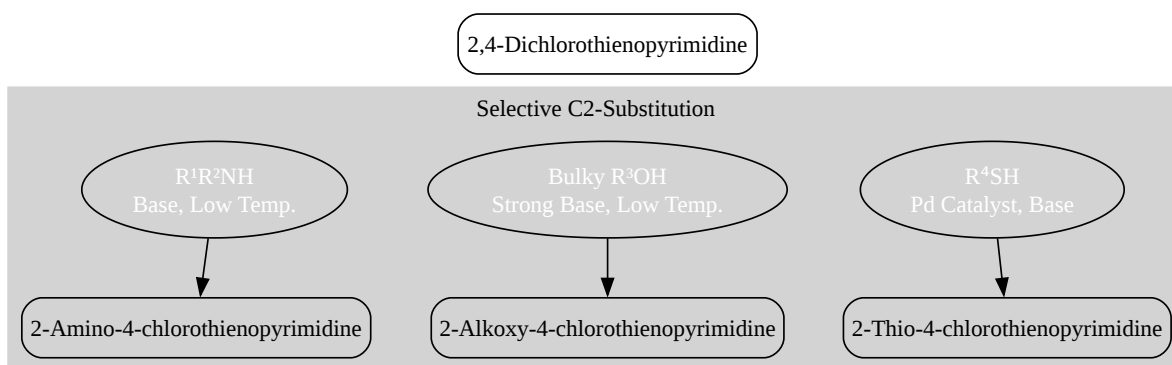 2,4-Dichlorothienopyrimidine
Selective C2-Substitution
R¹R²NH
Base, Low Temp.
Bulky R³OH
Strong Base, Low Temp.
R⁴SH
Pd Catalyst, Base
2-Amino-4-chlorothienopyrimidine
2-Alkoxy-4-chlorothienopyrimidine
2-Thio-4-chlorothienopyrimidine